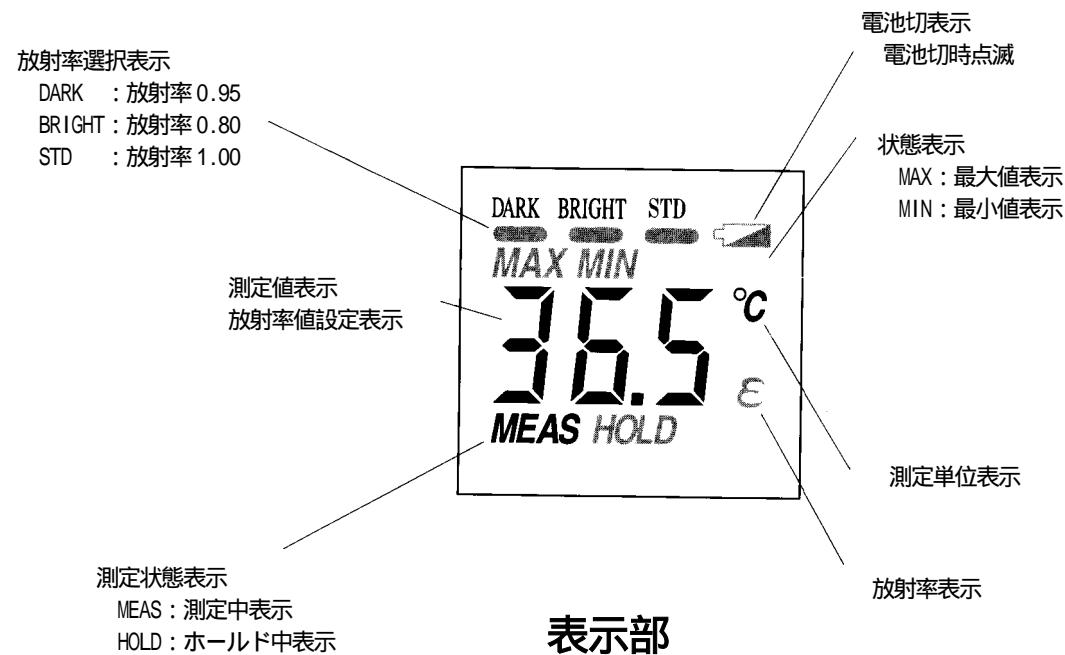 電池切表示
電池切時点滅
放射率選択表示
DARK :放射率0.95
BRIGHT:放射率0.80
STD :放射率1.00
状態表示
MAX:最大値表示
MIN:最小値表示
DARK BRIGHT STD
MAX MIN
測定値表示
放射率値設定表示
36.5 ℃
ε
MEAS HOLD
測定単位表示
測定状態表示
MEAS:測定中表示
HOLD:ホールド中表示
放射率表示
表示部